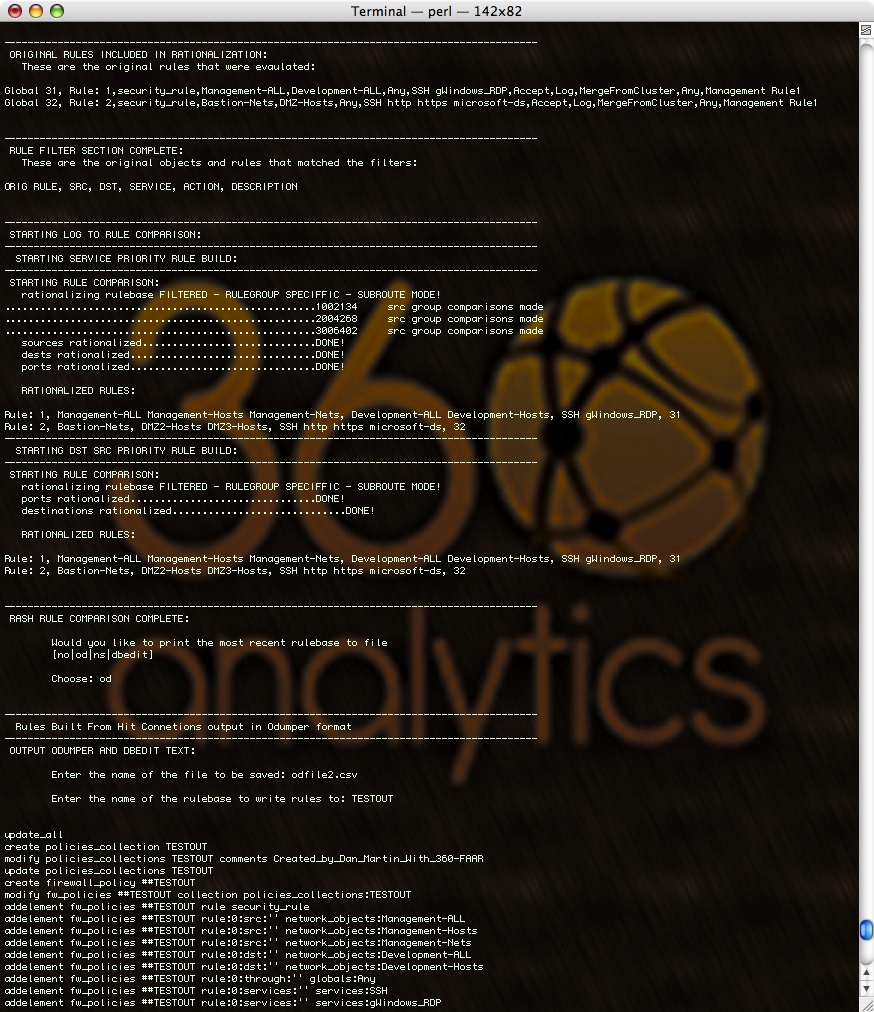 Terminal — perl — 142x82
ORIGINAL RULES INCLUDED IN RATIONALIZATION:
These are the original rules that were evaulated:
Global 31, Rule: 1,security_rule,Management-ALL,Development-ALL,Any,SSH gWindows_RDP,Accept,Log,MergeFromCluster,Any,Management Rule1
Global 32, Rule: 2,security_rule,Bastion-Nets,DMZ-Hosts,Any,SSH http https microsoft-ds,Accept,Log,MergeFromCluster,Any,Management Rule1
RULE FILTER SECTION COMPLETE:
These are the original objects and rules that matched the filters:
ORIG RULE, SRC, DST, SERVICE, ACTION, DESCRIPTION
STARTING LOG TO RULE COMPARISON:
STARTING SERVICE PRIORITY RULE BUILD:
STARTING RULE COMPARISON:
rationalizing rulebase FILTERED - RULEGROUP SPECIFFIC - SUBROUTE MODE!
....................................................1002134 src group comparisons made
....................................................2004268 src group comparisons made
....................................................3006402 src group comparisons made
sources rationalized.............................DONE!
dests rationalized...............................DONE!
ports rationalized...............................DONE!
RATIONALIZED RULES:
Rule: 1, Management-ALL Management-Hosts Management-Nets, Development-ALL Development-Hosts, SSH gWindows_RDP, 31
Rule: 2, Bastion-Nets, DMZ2-Hosts DMZ3-Hosts, SSH http https microsoft-ds, 32
STARTING DST SRC PRIORITY RULE BUILD:
STARTING RULE COMPARISON:
rationalizing rulebase FILTERED - RULEGROUP SPECIFFIC - SUBROUTE MODE!
ports rationalized...............................DONE!
destinations rationalized.............................DONE!
RATIONALIZED RULES:
Rule: 1, Management-ALL Management-Hosts Management-Nets, Development-ALL Development-Hosts, SSH gWindows_RDP, 31
Rule: 2, Bastion-Nets, DMZ2-Hosts DMZ3-Hosts, SSH http https microsoft-ds, 32
RASH RULE COMPARISON COMPLETE:
Would you like to print the most recent rulebase to file
[no|od|ns|dbedit]
Choose: od
Rules Built From Hit Connetions output in Odumper format
OUTPUT ODUMPER AND DBEDIT TEXT:
Enter the name of the file to be saved: odfile2.csv
Enter the name of the rulebase to write rules to: TESTOUT
update_all
create policies_collection TESTOUT
modify policies_collections TESTOUT comments Created_by_Dan_Martin_With_360-FAAR
update policies_collections TESTOUT
create firewall_policy ##TESTOUT
modify fw_policies ##TESTOUT collection policies_collections:TESTOUT
addelement fw_policies ##TESTOUT rule security_rule
addelement fw_policies ##TESTOUT rule:0:src:'' network_objects:Management-ALL
addelement fw_policies ##TESTOUT rule:0:src:'' network_objects:Management-Hosts
addelement fw_policies ##TESTOUT rule:0:src:'' network_objects:Management-Nets
addelement fw_policies ##TESTOUT rule:0:dst:'' network_objects:Development-ALL
addelement fw_policies ##TESTOUT rule:0:dst:'' network_objects:Development-Hosts
addelement fw_policies ##TESTOUT rule:0:through:'' globals:Any
addelement fw_policies ##TESTOUT rule:0:services:'' services:SSH
addelement fw_policies ##TESTOUT rule:0:services:'' services:gWindows_RDP
360
analytics